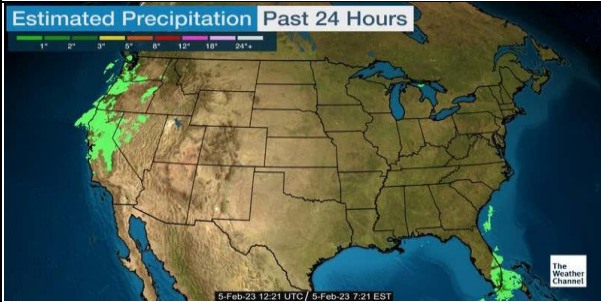 Estimated Precipitation Past 24 Hours
1" 2" 3" 5" 8" 12" 18" 24"+
The
Weather
Channel
5-Feb-23 12:21 UTC / 5-Feb-23 7:21 EST